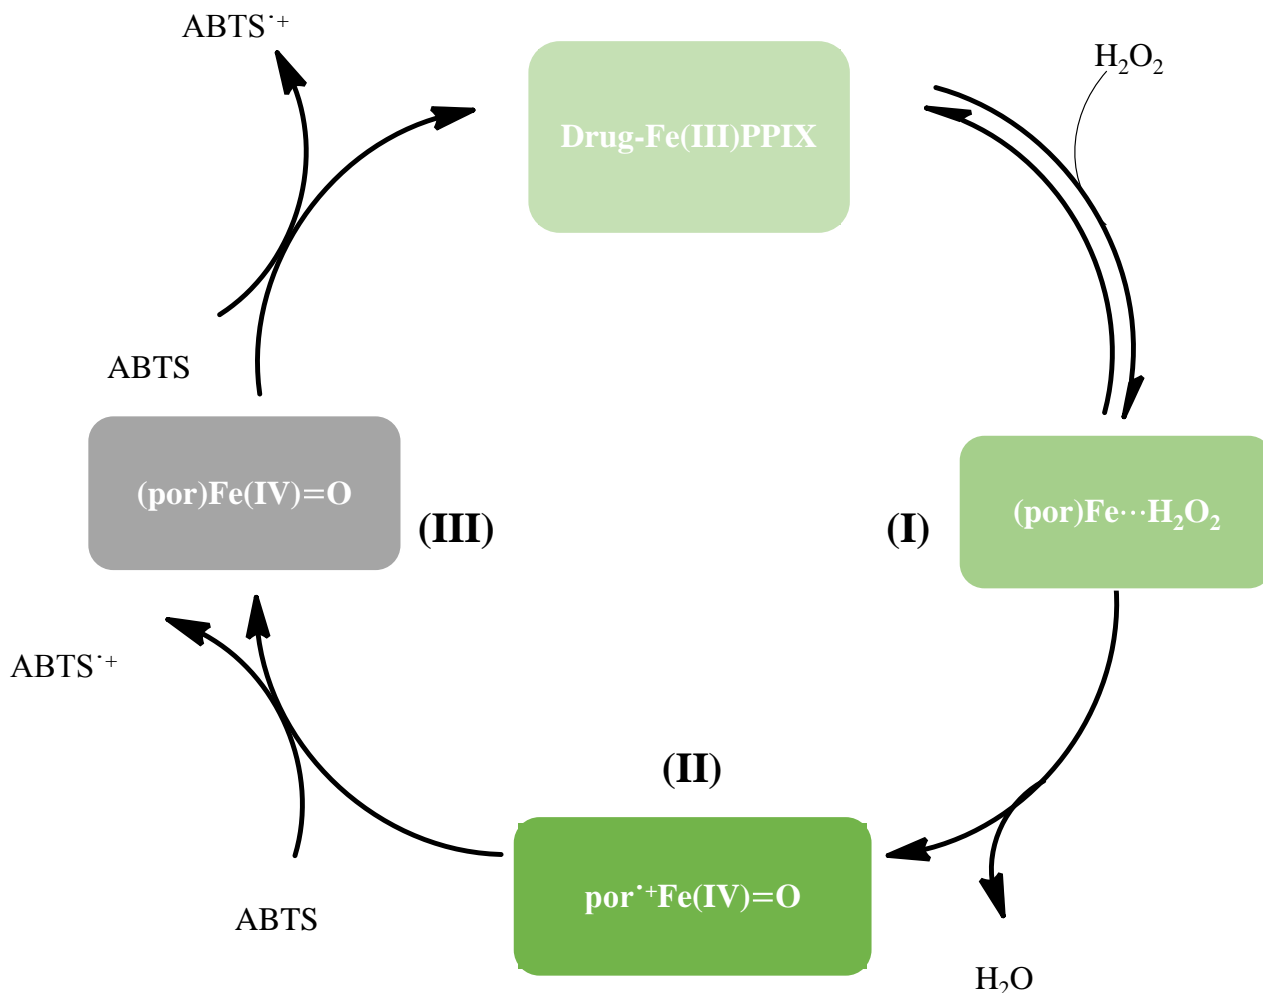 ABTS˙⁺
H₂O₂
Drug-Fe(III)PPIX
ABTS
(por)Fe(IV)=O
(III)
(I)
(por)Fe···H₂O₂
ABTS˙⁺
(II)
por˙⁺Fe(IV)=O
ABTS
H₂O